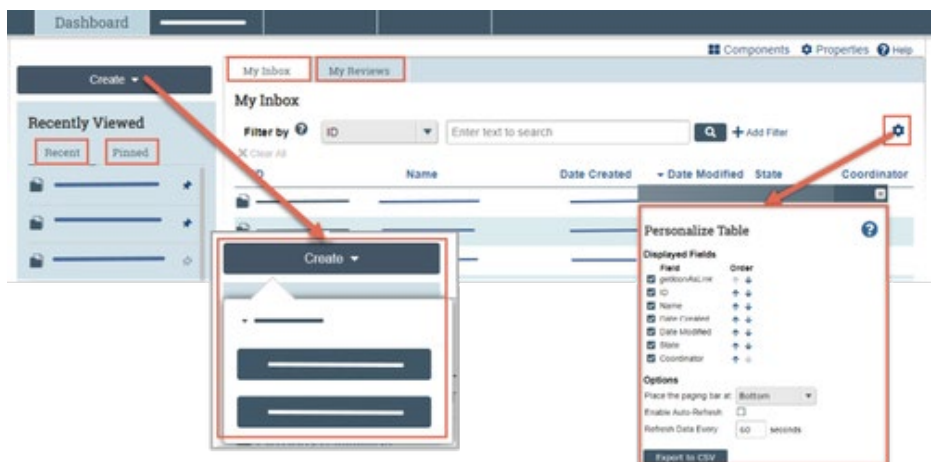 Dashboard
Components Properties Help
Create
My Inbox My Reviews
My Inbox
Recently Viewed
Filter by ID Enter text to search Add Filter
Recent Pinned
Clear All
ID Name Date Created Date Modified State Coordinator
Create
Personalize Table
Displayed Fields
Field Order
ID
Name
Date Created
Date Modified
State
Coordinator
Options
Place the paging bar at: Bottom
Enable Auto-Refresh
Refresh Data Every 60 seconds
Export to CSV